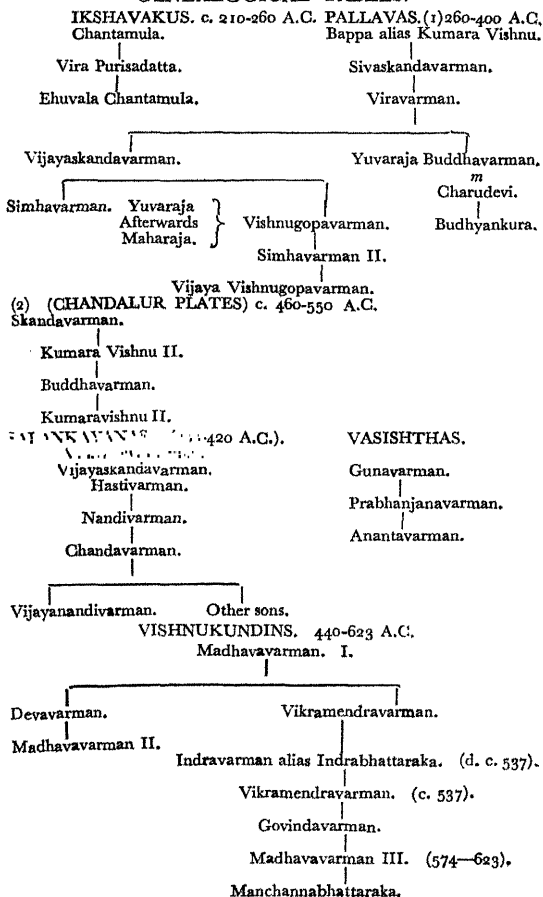 GENEALOGICAL TABLES.
IKSHAVAKUS. c. 210-260 A.C. PALLAVAS.(1)260-400 A.C.
Chantamula. Bappa alias Kumara Vishnu.
Vira Purisadatta. Sivaskandavarman.
Ehuvala Chantamula. Viravarman.
Vijayaskandavarman. Yuvaraja Buddhavarman.
m
Charudevi.
Simhavarman. Yuvaraja Afterwards Maharaja. } Vishnugopavarman. Budhyankura.
Simhavarman II.
Vijaya Vishnugopavarman.
(2) (CHANDALUR PLATES) c. 460-550 A.C.
Skandavarman.
Kumara Vishnu II.
Buddhavarman.
Kumaravishnu II.
420 A.C.). VASISHTHAS.
Vijayaskandavarman. Gunavarman.
Hastivarman.
Prabhanjanavarman.
Nandivarman.
Anantavarman.
Chandavarman.
Vijayanandivarman. Other sons.
VISHNUKUNDINS. 440-623 A.C.
Madhavavarman. I.
Devavarman. Vikramendravarman.
Madhavavarman II.
Indravarman alias Indrabhattaraka. (d. c. 537).
Vikramendravarman. (c. 537).
Govindavarman.
Madhavavarman III. (574—623).
Manchannabhattaraka.